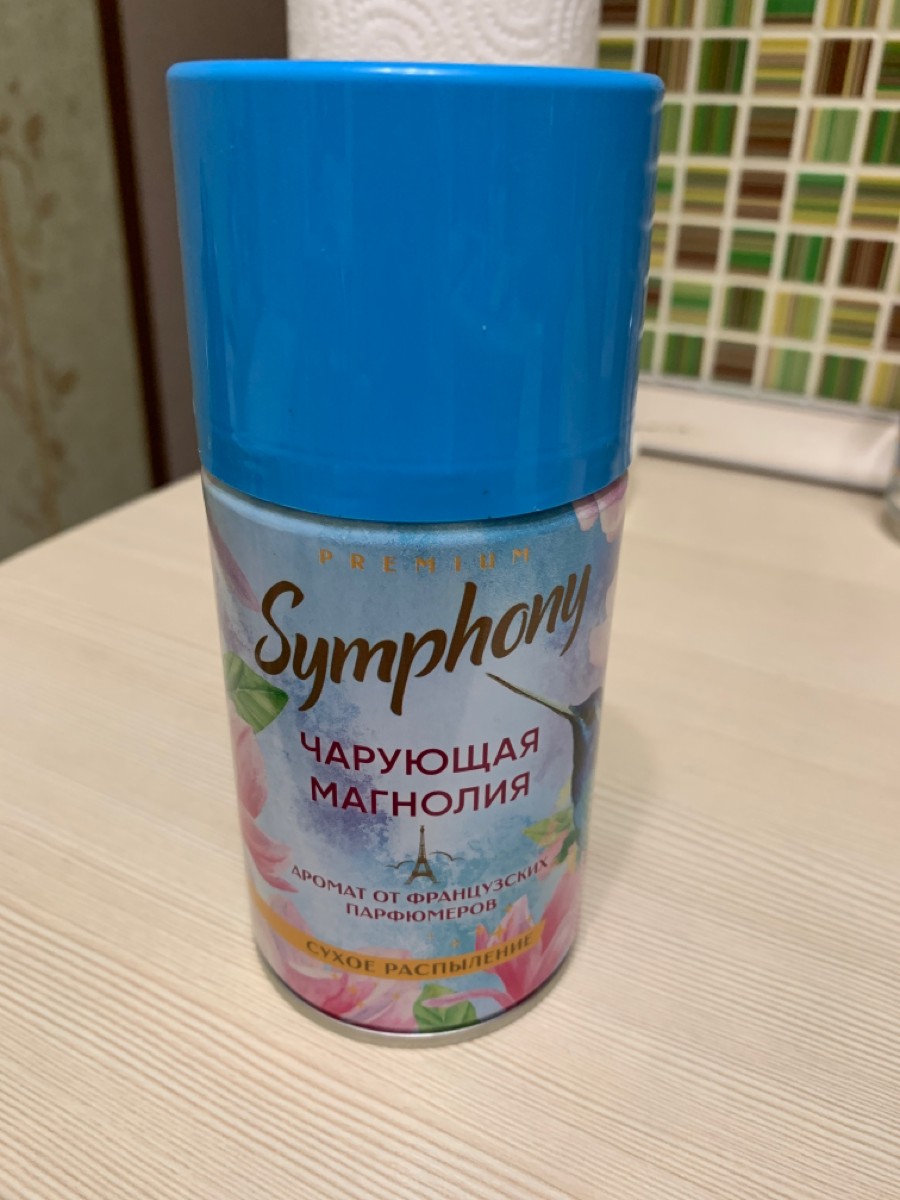 PREMIUM
Symphony
ЧАРУЮЩАЯ
МАГНОЛИЯ
АРОМАТ ОТ ФРАНЦУЗСКИХ
ПАРФЮМЕРОВ
СУХОЕ РАСПЫЛЕНИЕ